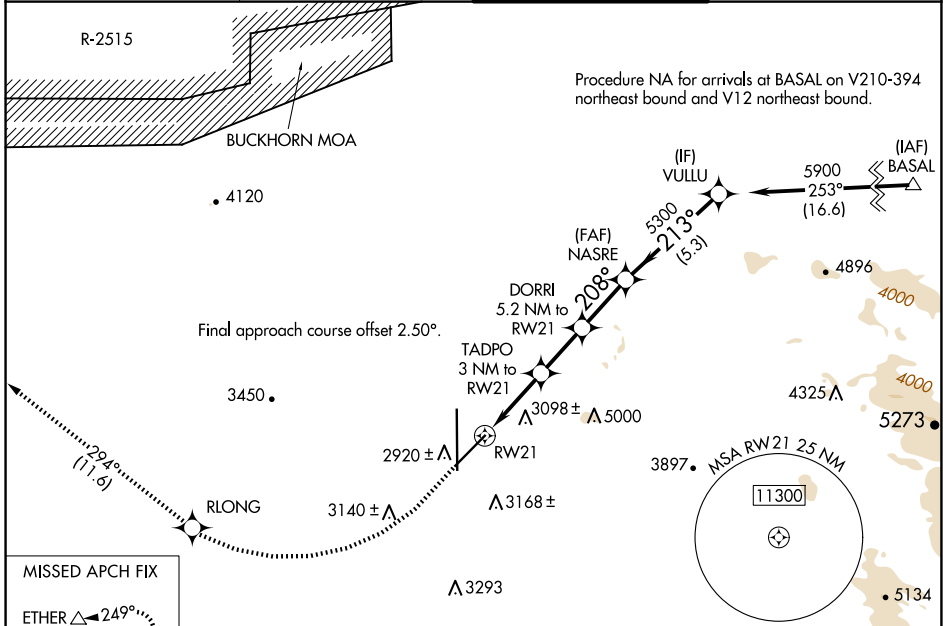 R-2515
BUCKHORN MOA
Procedure NA for arrivals at BASAL on V210-394
northeast bound and V12 northeast bound.
(IAF)
BASAL
(IF)
VULLU
5900
253°
(16.6)
4120
5300
213°
(5.3)
(FAF)
NASRE
208°
4896
4000
DORRI
5.2 NM to
RW21
Final approach course offset 2.50°.
TADPO
3 NM to
RW21
4000
3450
4325
3098 ±
5000
5273
2920 ±
RW21
3897
MSA RW21 25 NM
11300
294°
(11.6)
RLONG
3140 ±
3168 ±
MISSED APCH FIX
3293
5134
ETHER
249°